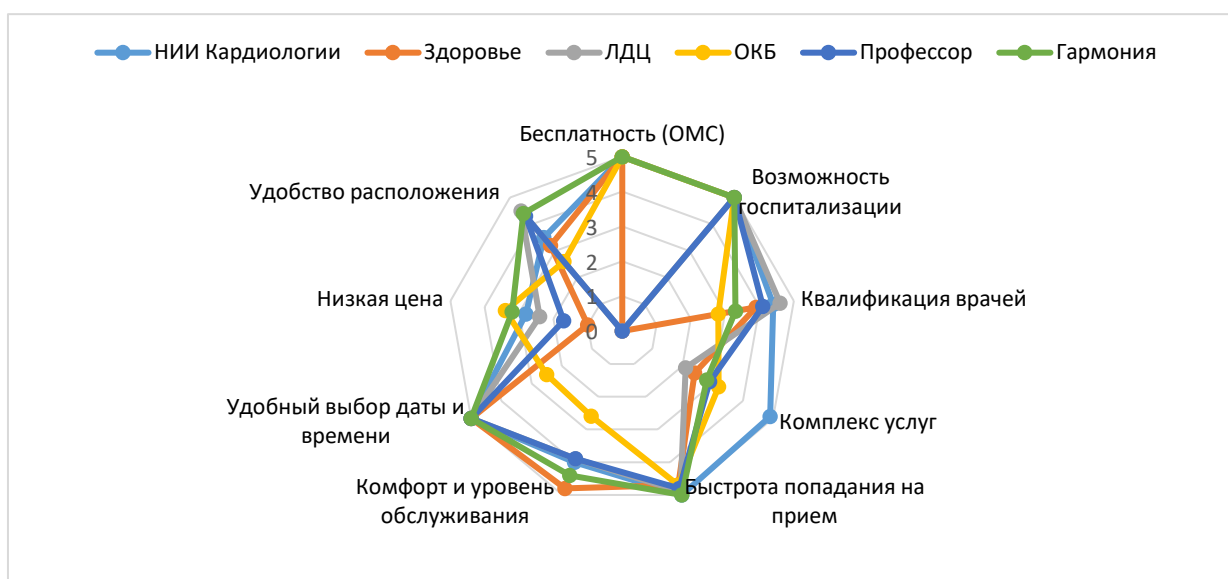 НИИ Кардиологии Здоровье ЛДЦ ОКБ Профессор Гармония
Бесплатность (ОМС)
Возможность
госпитализации
Квалификация врачей
Комплекс услуг
Быстрота попадания на
прием
Комфорт и уровень
обслуживания
Удобный выбор даты и
времени
Низкая цена
Удобство расположения
5
4
3
2
1
0